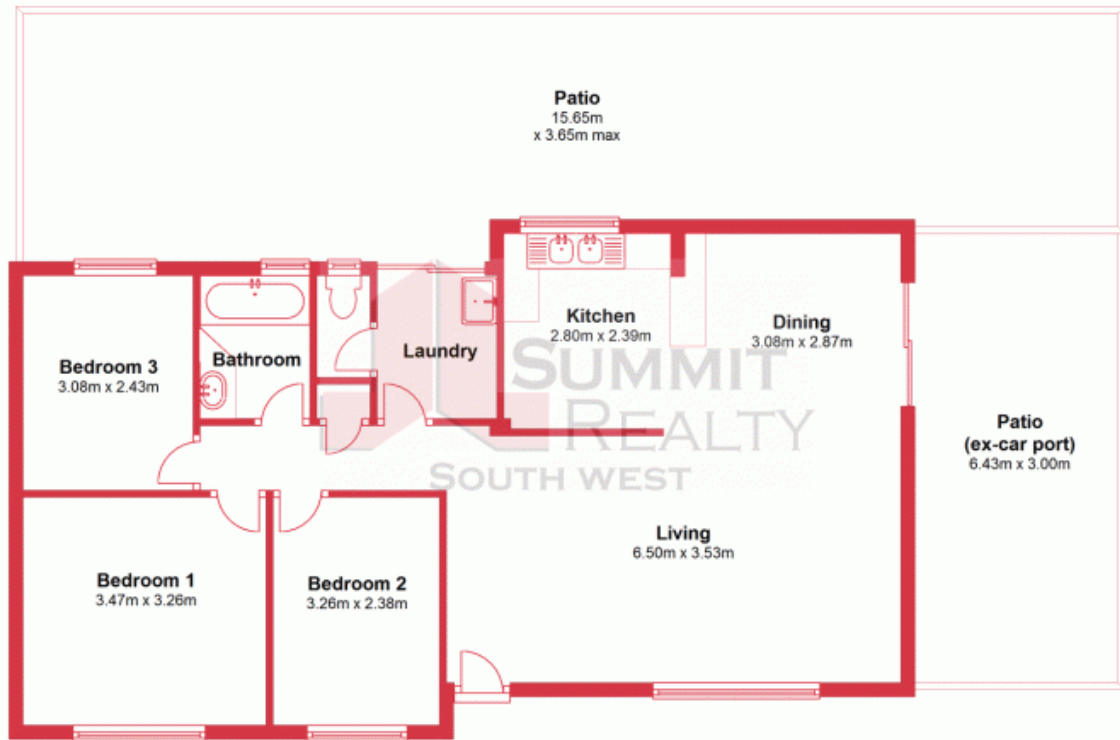 Patio
15.65m
x 3.65m max
Kitchen
2.80m x 2.39m
Dining
3.08m x 2.87m
Bedroom 3
3.08m x 2.43m
Bathroom
Laundry
SUMMIT
REALTY
SOUTH WEST
Patio
(ex-car port)
6.43m x 3.00m
Living
6.50m x 3.53m
Bedroom 1
3.47m x 3.26m
Bedroom 2
3.26m x 2.38m